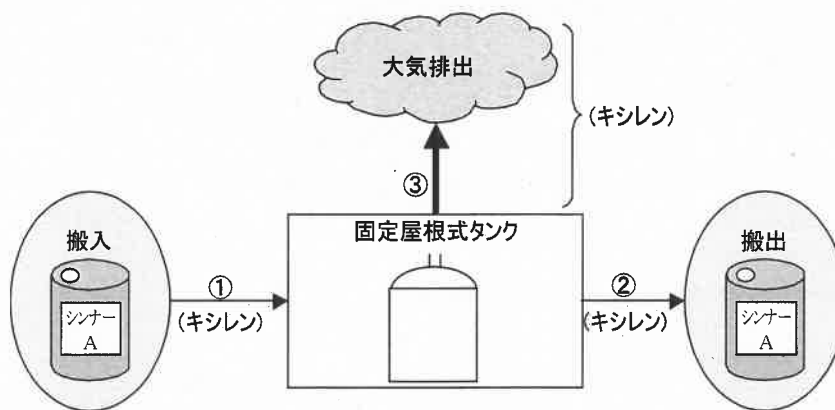 大気排出
(キシレン)
③
固定屋根式タンク
搬入
シンナー
A
①
(キシレン)
②
(キシレン)
搬出
シンナー
A